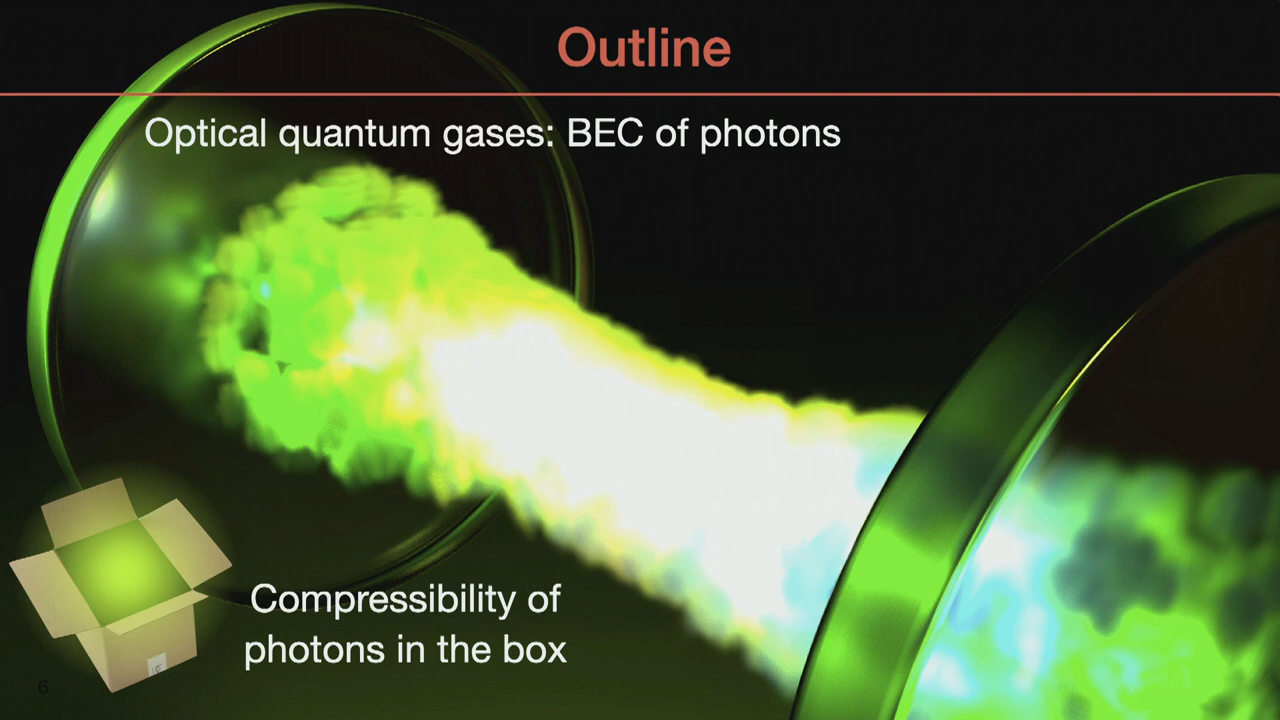 Outline
Optical quantum gases: BEC of photons
Compressibility of
photons in the box
6